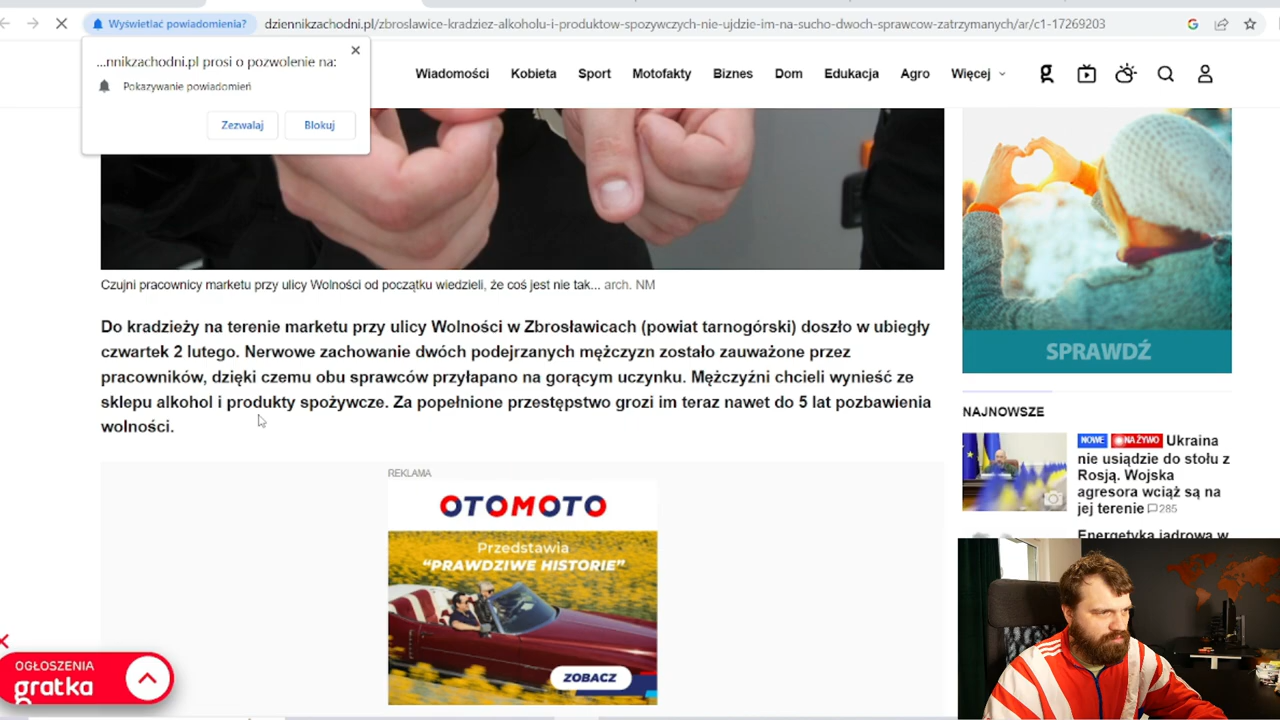 Wyświetlać powiadomienia?
dziennikzachodni.pl/zbroslawice-kradziez-alkoholu-i-produktow-spozywczych-nie-ujdzie-im-na-sucho-dwoch-sprawcow-zatrzymanych/ar/c1-17269203
...nnikzachodni.pl prosi o pozwolenie na:
Pokazywanie powiadomień
Zezwalaj
Blokuj
Wiadomości Kobieta Sport Motofakty Biznes Dom Edukacja Agro Więcej
Czujni pracownicy marketu przy ulicy Wolności od początku wiedzieli, że coś jest nie tak... arch. NM
Do kradzieży na terenie marketu przy ulicy Wolności w Zbrosławicach (powiat tarnogórski) doszło w ubiegły
czwartek 2 lutego. Nerwowe zachowanie dwóch podejrzanych mężczyzn zostało zauważone przez
pracowników, dzięki czemu obu sprawców przyłapano na gorącym uczynku. Mężczyźni chcieli wynieść ze
sklepu alkohol i produkty spożywcze. Za popełnione przestępstwo grozi im teraz nawet do 5 lat pozbawienia
wolności.
REKLAMA
OTOMOTO
Przedstawia
"PRAWDZIWE HISTORIE"
ZOBACZ
OGŁOSZENIA
gratka
SPRAWDŹ
NAJNOWSZE
NOWE NA ŻYWO Ukraina
nie usiądzie do stołu z
Rosją. Wojska
agresora wciąż są na
jej terenie 285
Energetyka jądrowa w